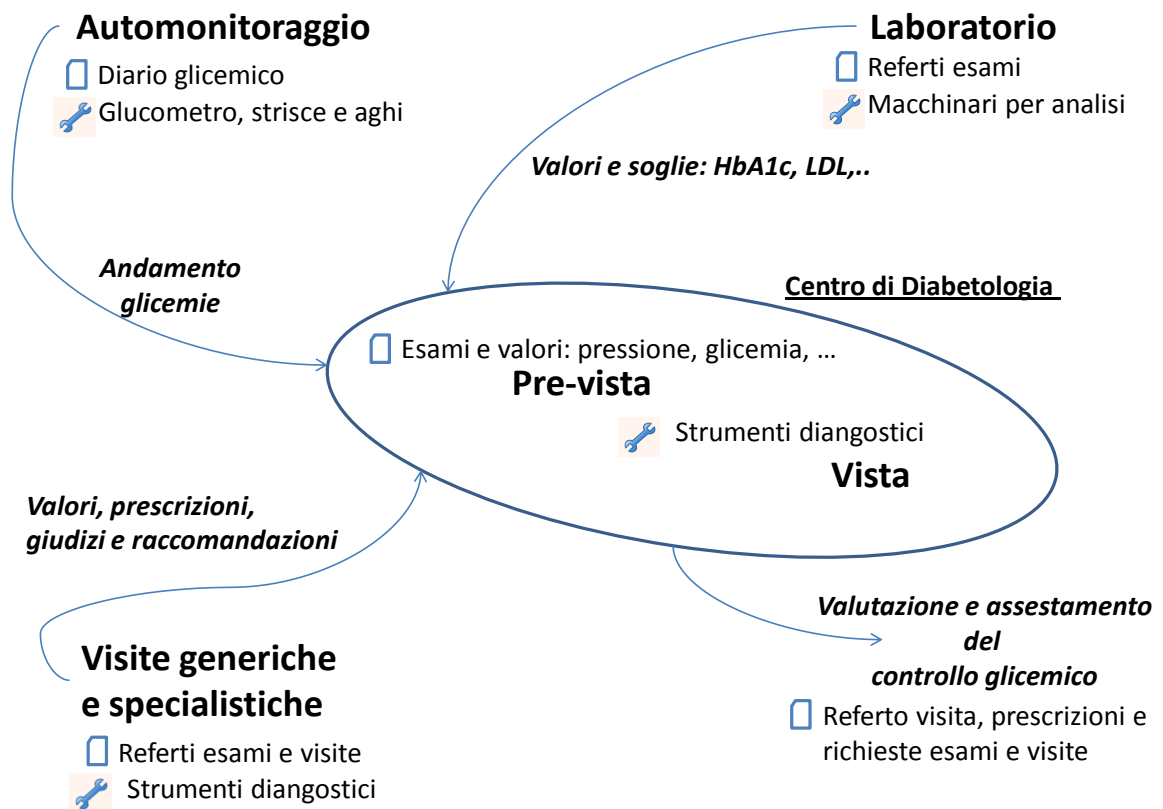 Automonitoraggio
Diario glicemico
Glucometro, strisce e aghi
Laboratorio
Referti esami
Macchinari per analisi
Valori e soglie: HbA1c, LDL,..
Andamento
glicemie
Centro di Diabetologia
Esami e valori: pressione, glicemia, ...
Pre-vista
Strumenti diangostici
Vista
Valori, prescrizioni,
giudizi e raccomandazioni
Valutazione e assestamento
del
controllo glicemico
Referto visita, prescrizioni e
richieste esami e visite
Visite generiche
e specialistiche
Referti esami e visite
Strumenti diangostici